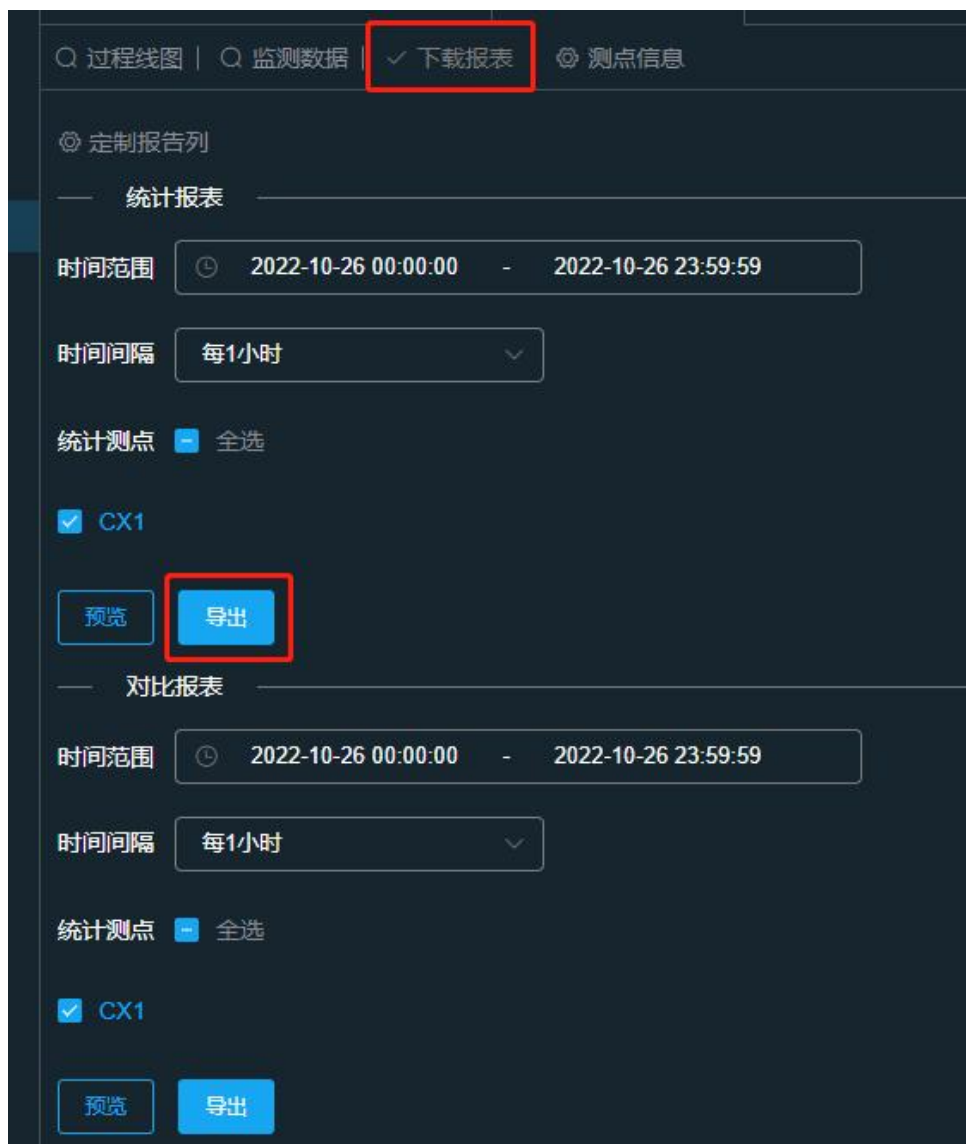 过程线图 | 监测数据 | 下载报表 测点信息
定制报告列
统计报表
时间范围 2022-10-26 00:00:00 - 2022-10-26 23:59:59
时间间隔 每1小时
统计测点 全选
CX1
预览 导出
对比报表
时间范围 2022-10-26 00:00:00 - 2022-10-26 23:59:59
时间间隔 每1小时
统计测点 全选
CX1
预览 导出